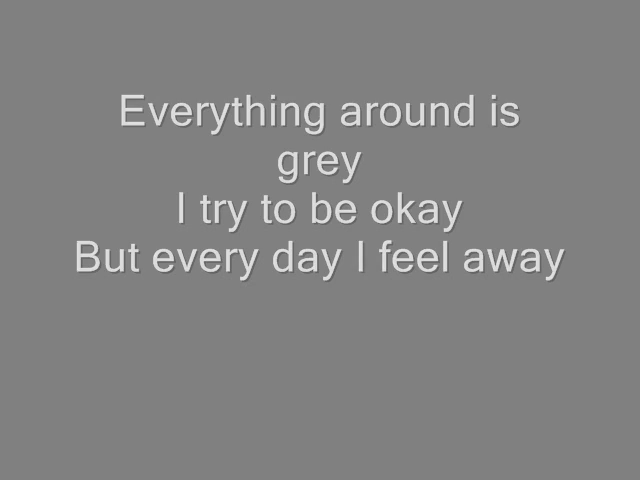 Everything around is
grey
I try to be okay
But every day I feel away